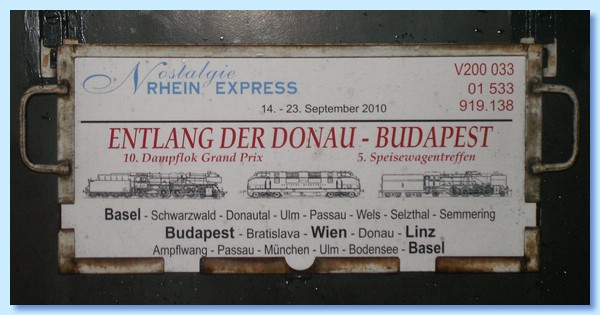 Nostalgie
RHEIN EXPRESS
14. - 23. September 2010
V200 033
01 533
919.138
ENTLANG DER DONAU - BUDAPEST
10. Dampflok Grand Prix
5. Speisewagentreffen
Basel - Schwarzwald - Donautal - Ulm - Passau - Wels - Selzthal - Semmering
Budapest - Bratislava - Wien - Donau - Linz
Ampflwang - Passau - München - Ulm - Bodensee - Basel